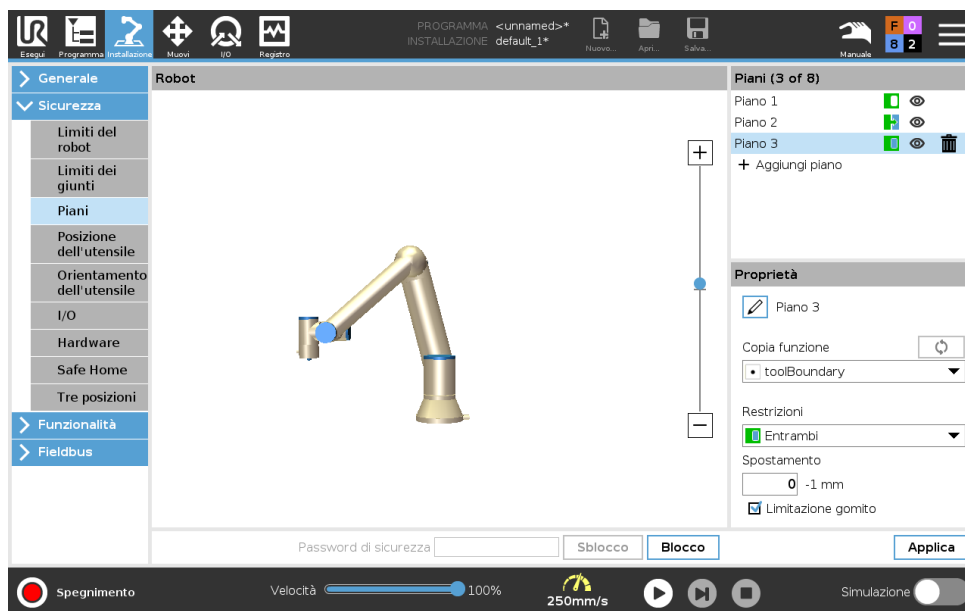 UR
PROGRAMMA <unnamed>*
INSTALLAZIONE default_1*
Esegui Programma Installazione Muovi I/O Registro
Nuovo... Apri... Salva...
Manuale
F 0
8 2
Generale
Sicurezza
Limiti del
robot
Limiti dei
giunti
Piani
Posizione
dell'utensile
Orientamento
dell'utensile
I/O
Hardware
Safe Home
Tre posizioni
Funzionalità
Fieldbus
Robot
Piani (3 of 8)
Piano 1
Piano 2
Piano 3
+ Aggiungi piano
Proprietà
Piano 3
Copia funzione
toolBoundary
Restrizioni
Entrambi
Spostamento
0 -1 mm
Limitazione gomito
Password di sicurezza Sblocco Blocco Applica
Spegnimento Velocità 100% 250mm/s Simulazione